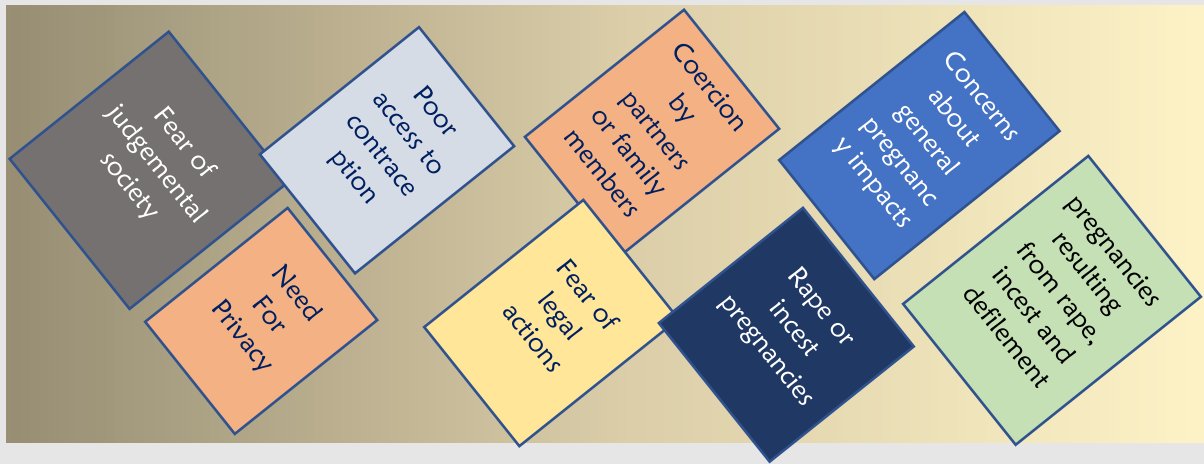 Fear of
judgemental
society
Poor
access to
contrace
ption
Coercion
by
partners
or family
members
Concerns
about
general
pregnanc
y impacts
Need
For
Privacy
Fear of
legal
actions
Rape or
incest
pregnancies
pregnancies
resulting
from rape,
incest and
defilement